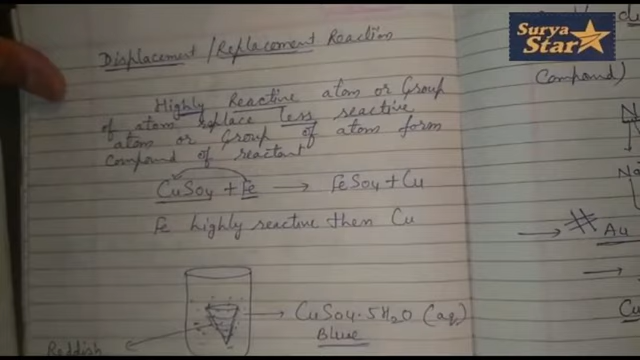 Displacement / Replacement Reaction
Highly Reactive atom or Group
of atom replace less reactive
atom or Group of atom form
compound of reactant
CuSO4 + Fe → FeSO4 + Cu
Fe highly reactive then Cu
CuSO4·5H2O (aq)
Blue
Reddish
Surya
Star
Compound)
Na
Au
Cu